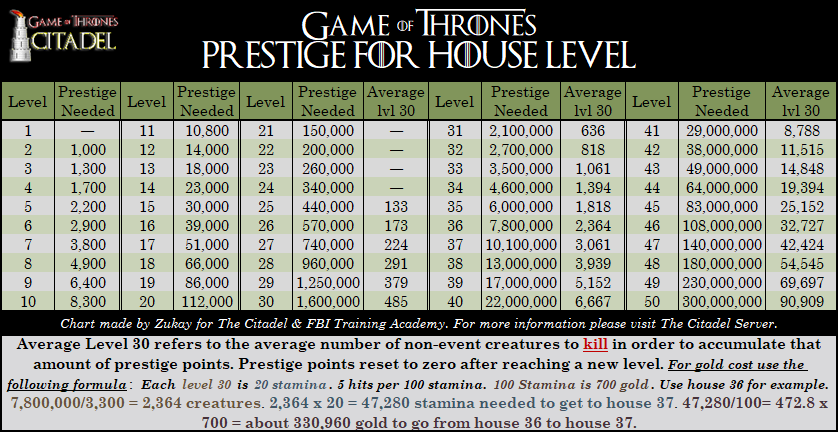 GAME OF THRONES
CITADEL
GAME OF THRONES
PRESTIGE FOR HOUSE LEVEL
Level Prestige Needed Level Prestige Needed Level Prestige Needed Average lvl 30 Level Prestige Needed Average lvl 30 Level Prestige Needed Average lvl 30
1 — 11 10,800 21 150,000 — 31 2,100,000 636 41 29,000,000 8,788
2 1,000 12 14,000 22 200,000 — 32 2,700,000 818 42 38,000,000 11,515
3 1,300 13 18,000 23 260,000 — 33 3,500,000 1,061 43 49,000,000 14,848
4 1,700 14 23,000 24 340,000 — 34 4,600,000 1,394 44 64,000,000 19,394
5 2,200 15 30,000 25 440,000 133 35 6,000,000 1,818 45 83,000,000 25,152
6 2,900 16 39,000 26 570,000 173 36 7,800,000 2,364 46 108,000,000 32,727
7 3,800 17 51,000 27 740,000 224 37 10,100,000 3,061 47 140,000,000 42,424
8 4,900 18 66,000 28 960,000 291 38 13,000,000 3,939 48 180,000,000 54,545
9 6,400 19 86,000 29 1,250,000 379 39 17,000,000 5,152 49 230,000,000 69,697
10 8,300 20 112,000 30 1,600,000 485 40 22,000,000 6,667 50 300,000,000 90,909
Chart made by Zukay for The Citadel & FBI Training Academy. For more information please visit The Citadel Server.
Average Level 30 refers to the average number of non-event creatures to kill in order to accumulate that
amount of prestige points. Prestige points reset to zero after reaching a new level. For gold cost use the
following formula: Each level 30 is 20 stamina. 5 hits per 100 stamina. 100 Stamina is 700 gold. Use house 36 for example.
7,800,000/3,300 = 2,364 creatures. 2,364 x 20 = 47,280 stamina needed to get to house 37. 47,280/100= 472.8 x
700 = about 330,960 gold to go from house 36 to house 37.